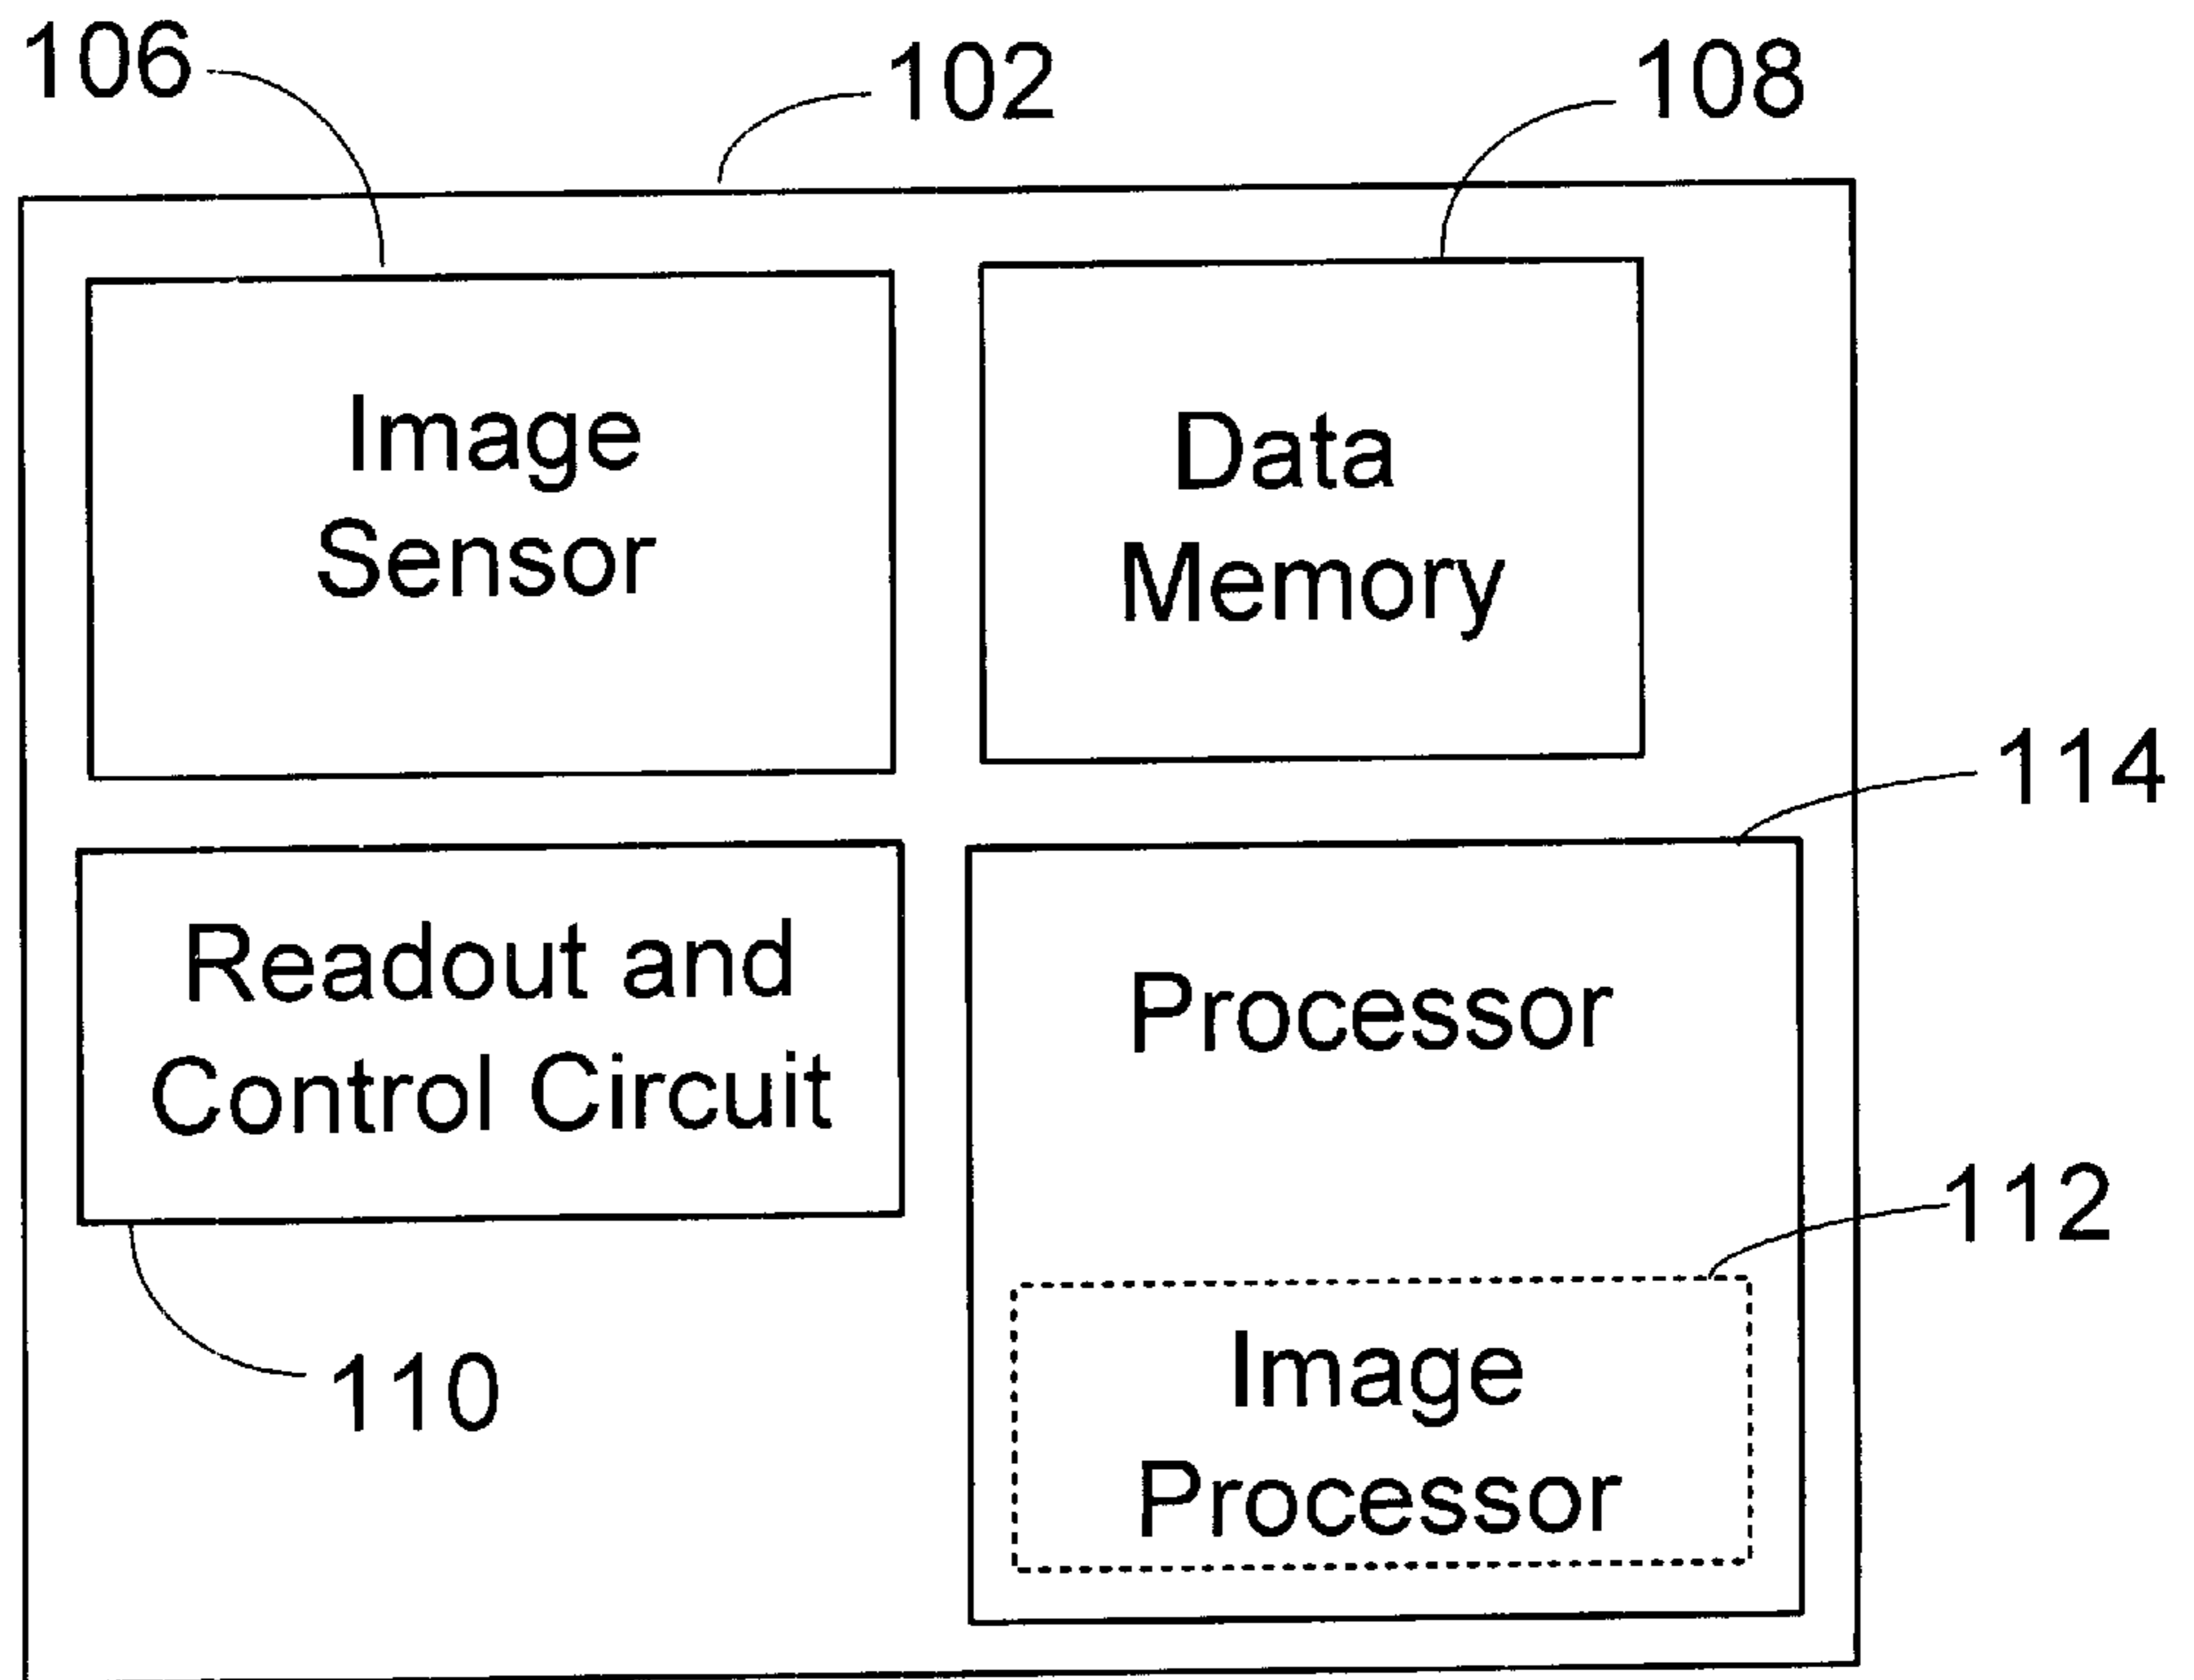 106
102
108
Image
Sensor
Data
Memory
114
Readout and
Control Circuit
Processor
112
110
Image
Processor